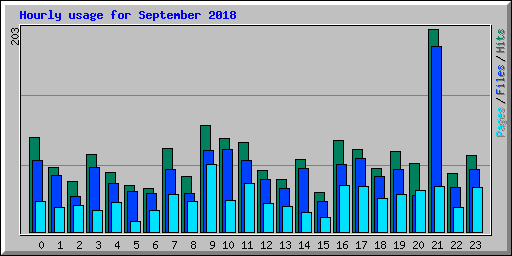 Hourly usage for September 2018
203
Pages/Files/Hits
0 1 2 3 4 5 6 7 8 9 10 11 12 13 14 15 16 17 18 19 20 21 22 23